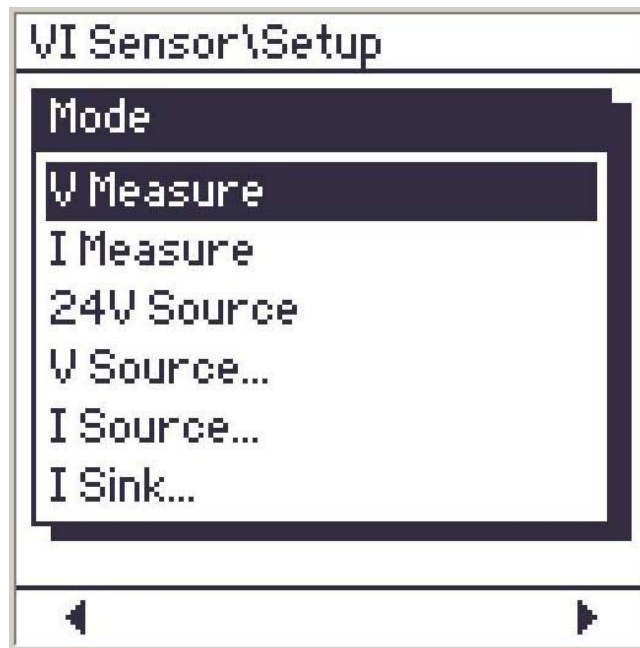 VI Sensor\Setup
Mode
V Measure
I Measure
24V Source
V Source...
I Source...
I Sink...